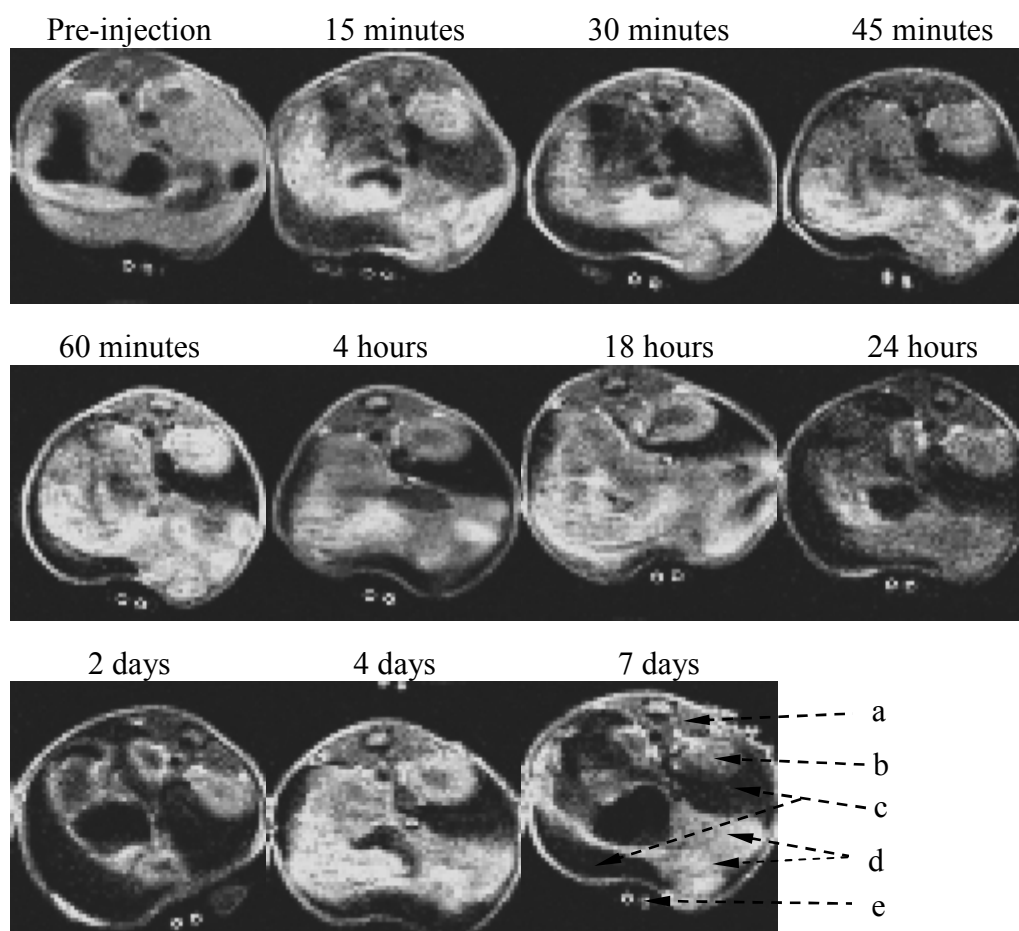 Pre-injection 15 minutes 30 minutes 45 minutes
60 minutes 4 hours 18 hours 24 hours
2 days 4 days 7 days
a
b
c
d
e